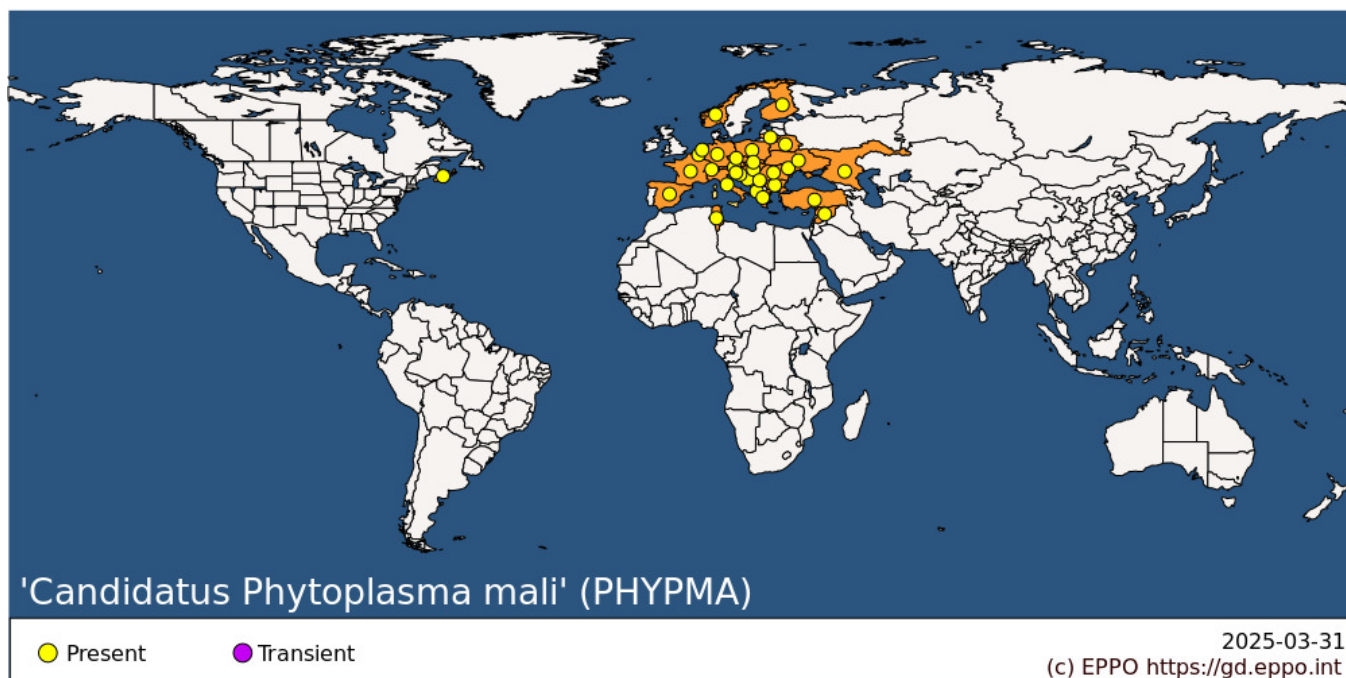 'Candidatus Phytoplasma mali' (PHYPMA)
Present
Transient
2025-03-31
(c) EPPO https://gd.eppo.int